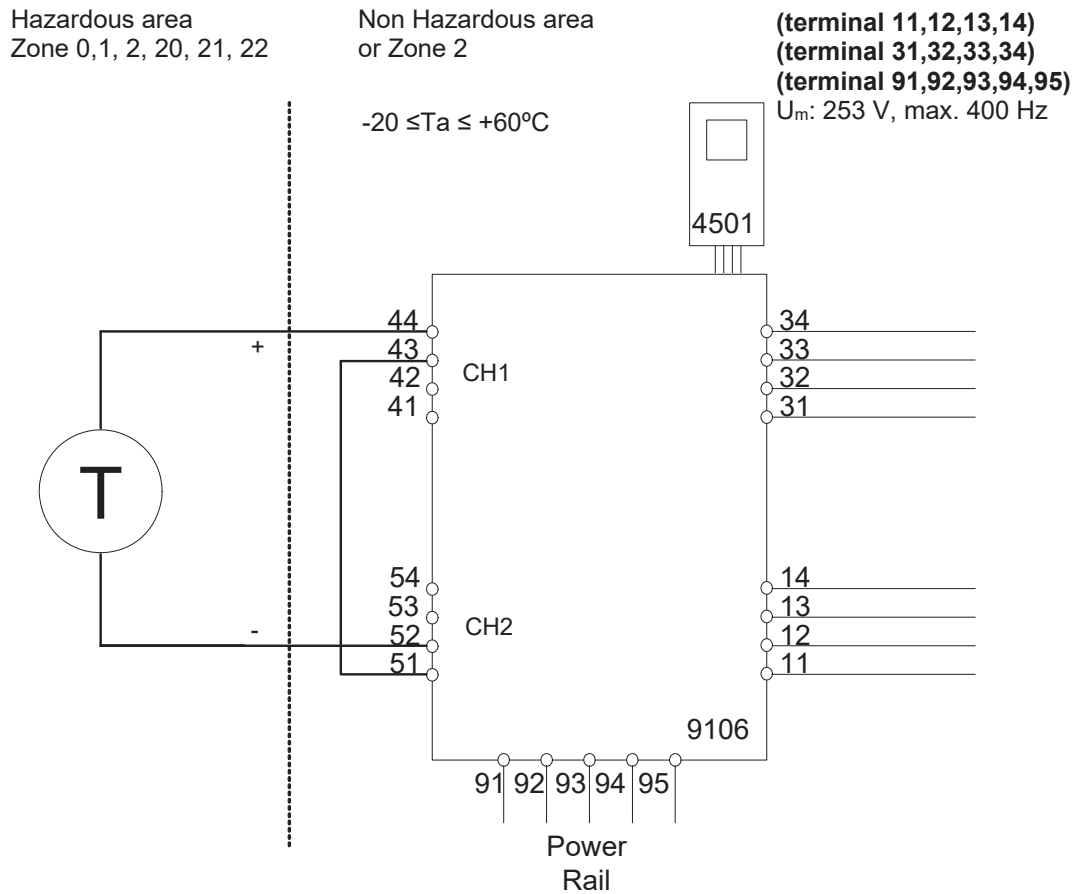 Hazardous area
Zone 0,1, 2, 20, 21, 22
Non Hazardous area
or Zone 2
-20 ≤Ta ≤ +60ºC
(terminal 11,12,13,14)
(terminal 31,32,33,34)
(terminal 91,92,93,94,95)
Um: 253 V, max. 400 Hz
4501
44
43
42
41
CH1
34
33
32
31
+
T
-
54
53
52
51
CH2
14
13
12
11
9106
91 92 93 94 95
Power
Rail